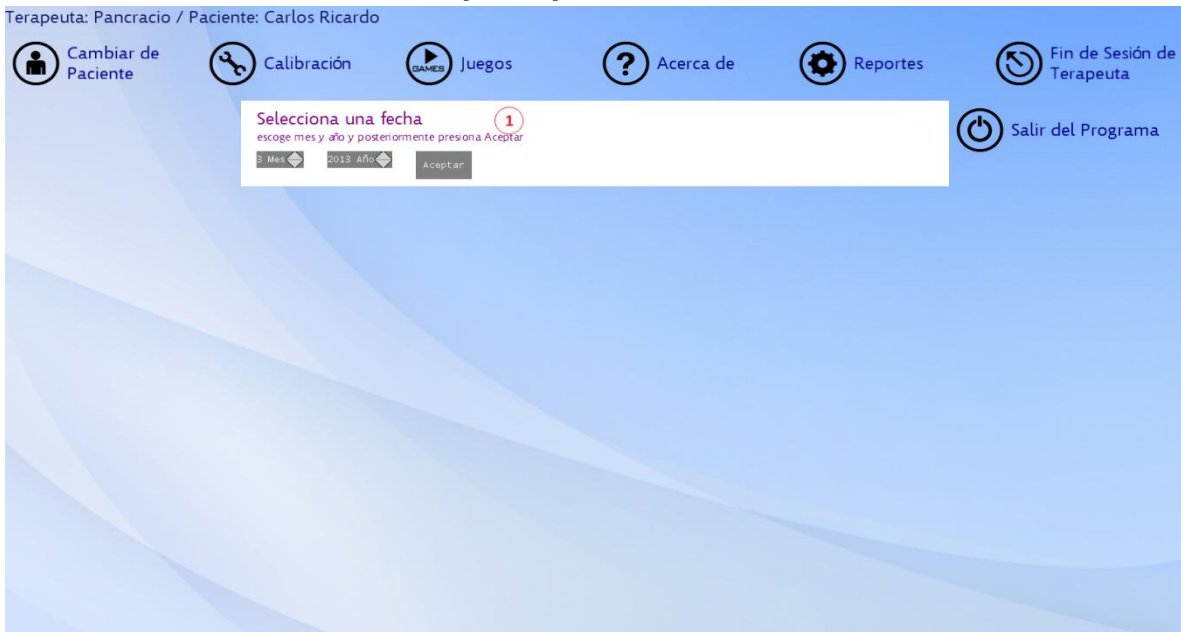 Terapeuta: Pancracio / Paciente: Carlos Ricardo
Cambiar de
Paciente
Calibración
GAMES
Juegos
?
Acerca de
Reportes
Fin de Sesión de
Terapeuta
Selecciona una fecha
1
escoge mes y año y posteriormente presiona Aceptar
3 Mes
2013 Año
Aceptar
Salir del Programa